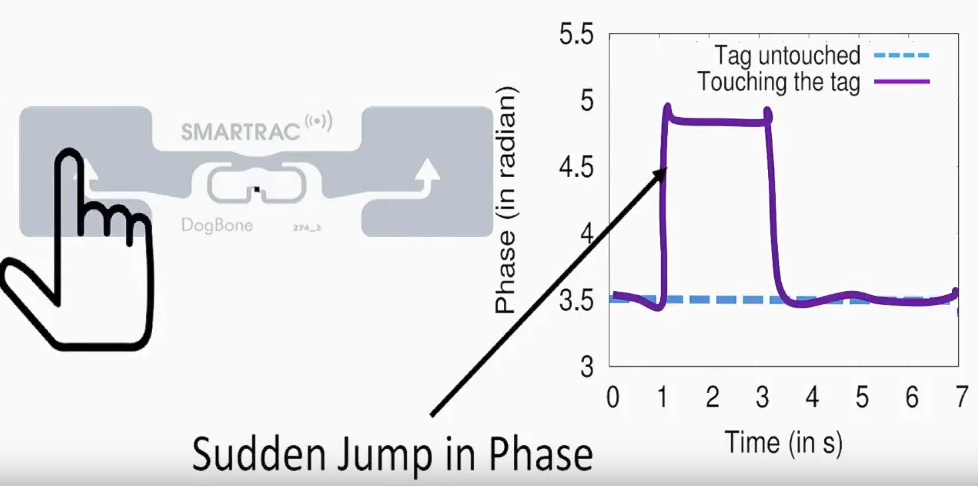 SMARTRAC
DogBone
274_2
Phase (in radian)
5.5
5
4.5
4
3.5
3
Tag untouched
Touching the tag
0 1 2 3 4 5 6 7
Time (in s)
Sudden Jump in Phase